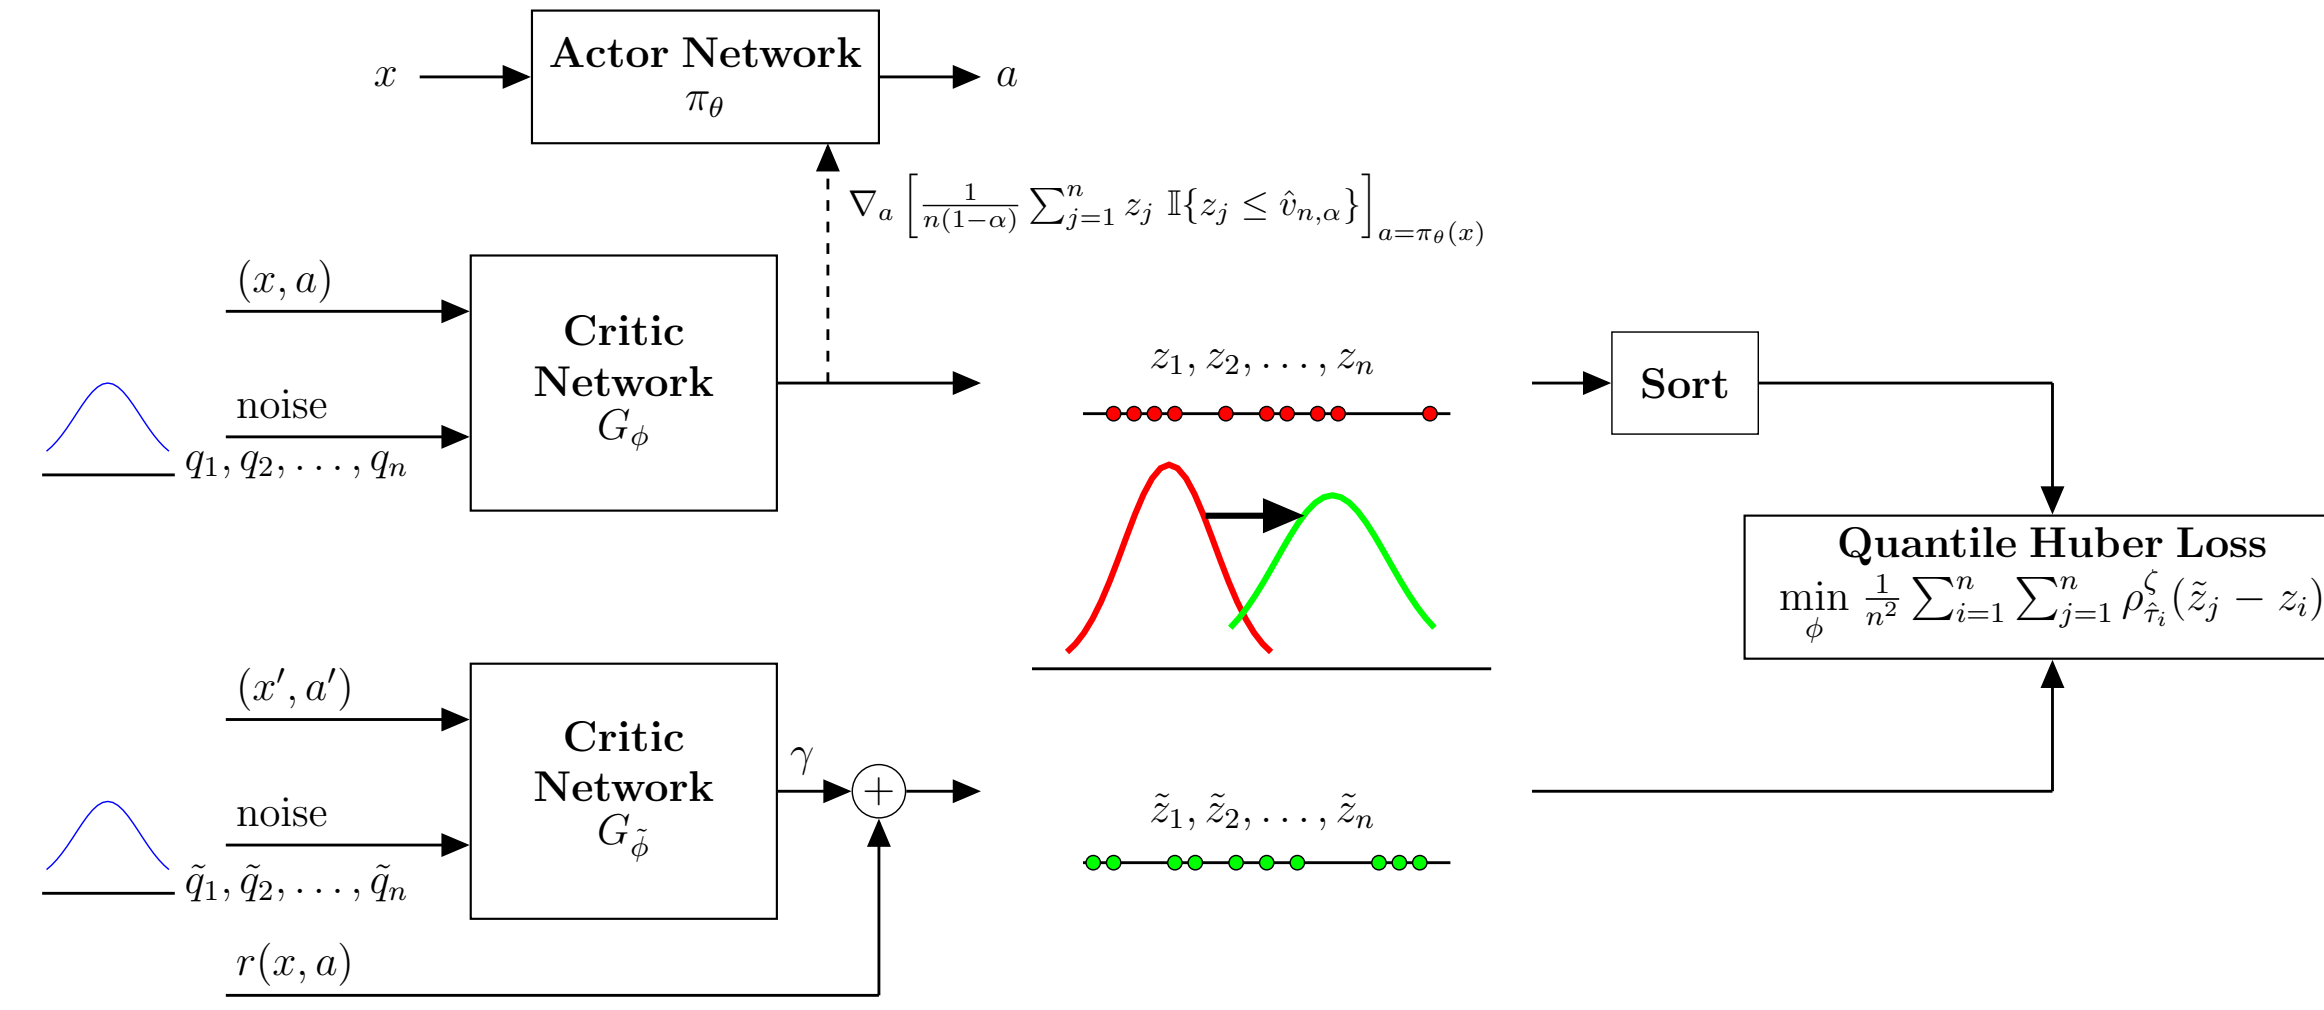 x
Actor Network
π_θ
a
∇_a [ 1/(n(1−α)) ∑_{j=1}^{n} z_j 𝕀{z_j ≤ v̂_{n,α}} ]_{a=π_θ(x)}
(x, a)
noise
q_1, q_2, . . . , q_n
Critic
Network
G_ϕ
z_1, z_2, . . . , z_n
Sort
Quantile Huber Loss
min_ϕ 1/n^2 ∑_{i=1}^{n} ∑_{j=1}^{n} ρ^ζ_{τ̂_i}(z̃_j − z_i)
(x′, a′)
noise
q̃_1, q̃_2, . . . , q̃_n
Critic
Network
G_ϕ̃
γ
+
z̃_1, z̃_2, . . . , z̃_n
r(x, a)